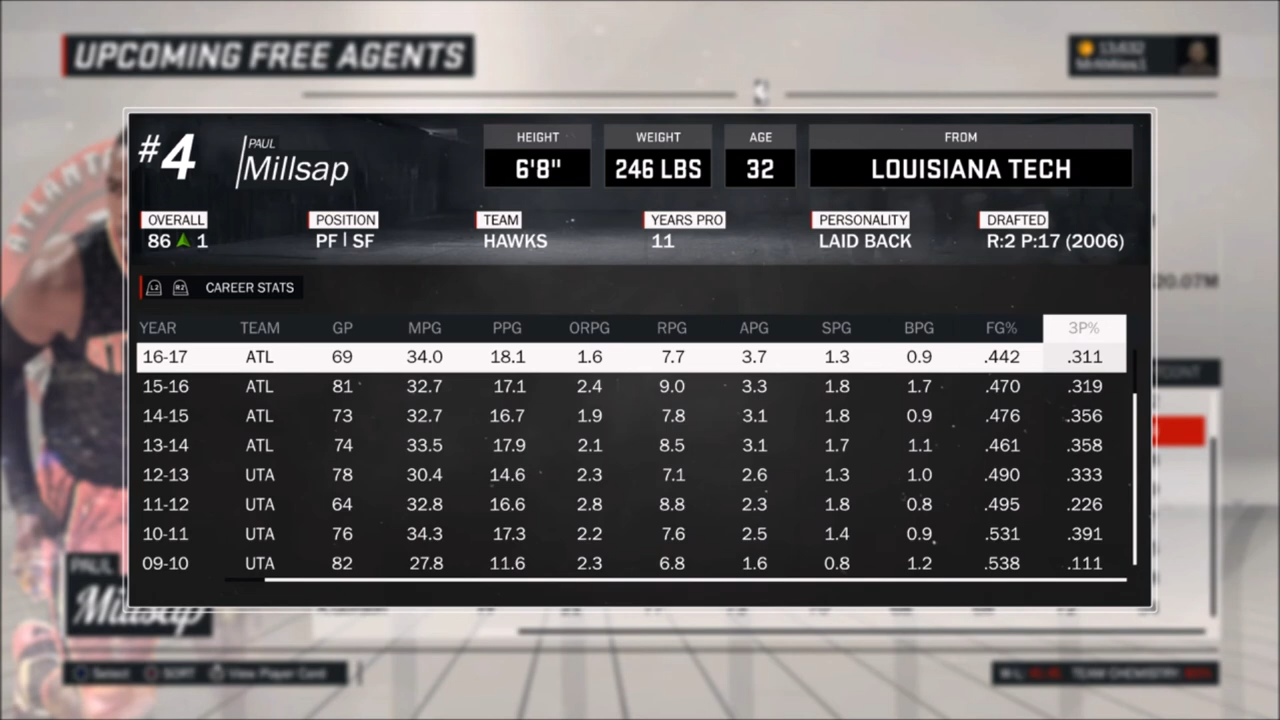 UPCOMING FREE AGENTS
#4 PAUL Millsap
HEIGHT WEIGHT AGE FROM
6'8" 246 LBS 32 LOUISIANA TECH
OVERALL POSITION TEAM YEARS PRO PERSONALITY DRAFTED
86 1 PF | SF HAWKS 11 LAID BACK R:2 P:17 (2006)
L2 R2 CAREER STATS
YEAR TEAM GP MPG PPG ORPG RPG APG SPG BPG FG% 3P%
16-17 ATL 69 34.0 18.1 1.6 7.7 3.7 1.3 0.9 .442 .311
15-16 ATL 81 32.7 17.1 2.4 9.0 3.3 1.8 1.7 .470 .319
14-15 ATL 73 32.7 16.7 1.9 7.8 3.1 1.8 0.9 .476 .356
13-14 ATL 74 33.5 17.9 2.1 8.5 3.1 1.7 1.1 .461 .358
12-13 UTA 78 30.4 14.6 2.3 7.1 2.6 1.3 1.0 .490 .333
11-12 UTA 64 32.8 16.6 2.8 8.8 2.3 1.8 0.8 .495 .226
10-11 UTA 76 34.3 17.3 2.2 7.6 2.5 1.4 0.9 .531 .391
09-10 UTA 82 27.8 11.6 2.3 6.8 1.6 0.8 1.2 .538 .111
PAUL
Millsap
Select SORT View Player Card
TEAM CHEMISTRY